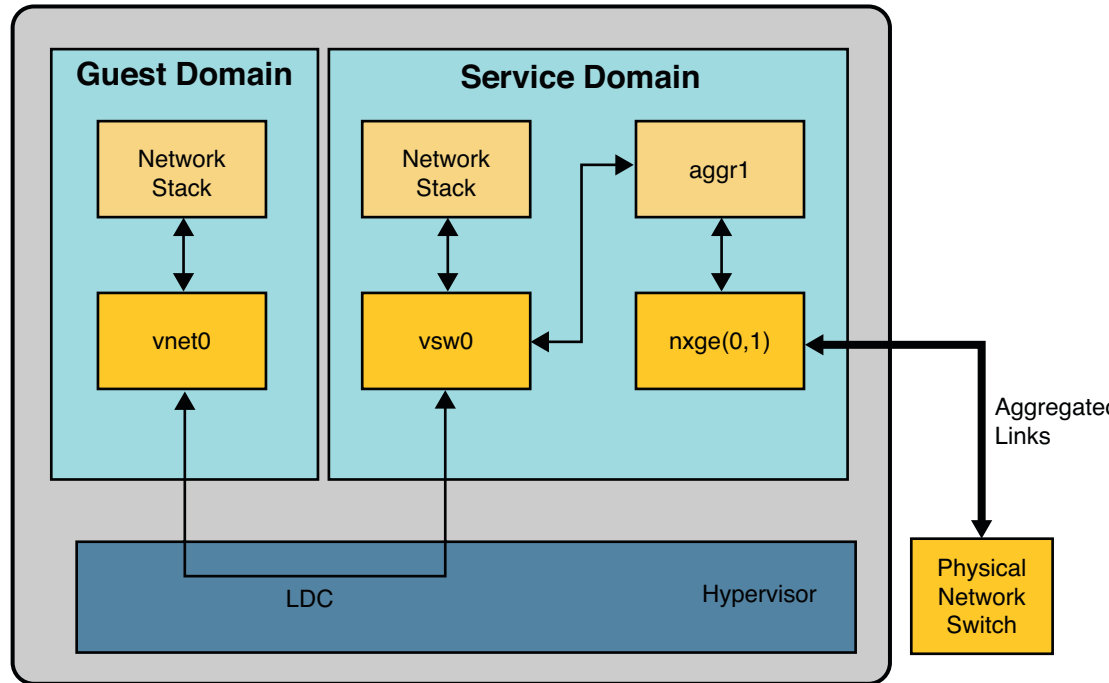 Guest Domain
Service Domain
Network
Stack
Network
Stack
aggr1
vnet0
vsw0
nxge(0,1)
Aggregated
Links
LDC
Hypervisor
Physical
Network
Switch